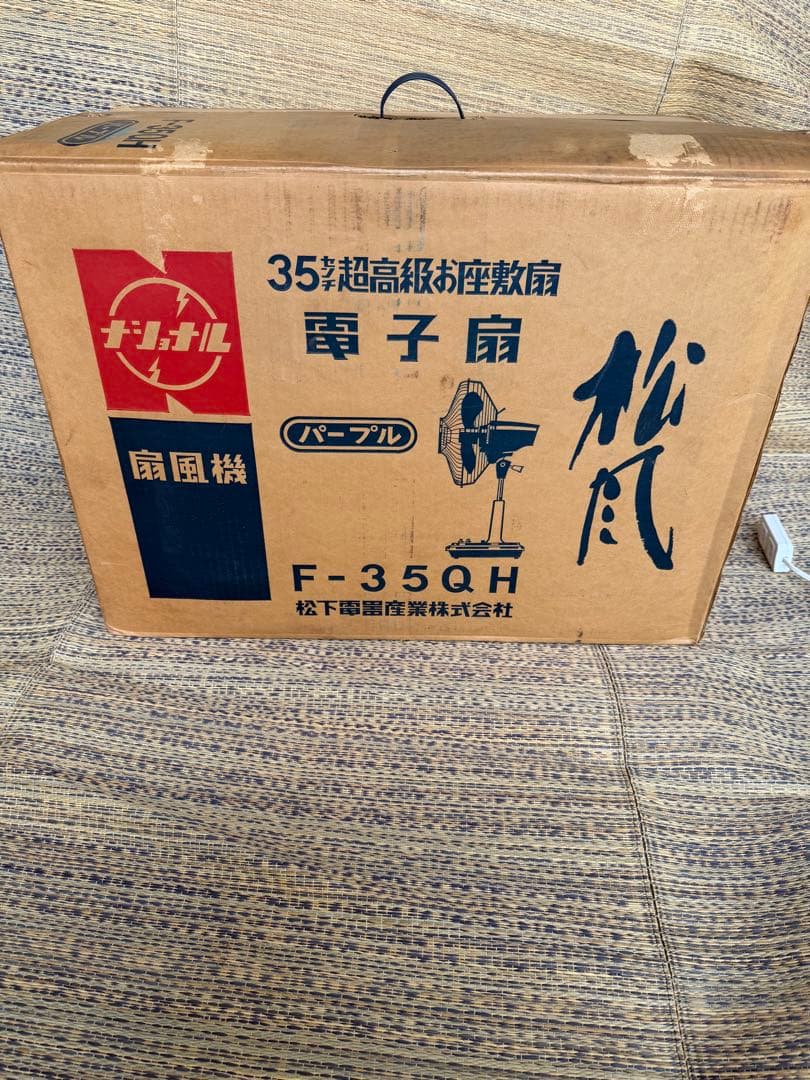 F-35QH
ナショナル
扇風機
35センチ超高級お座敷扇
電子扇
パープル
松風
F-35QH
松下電器産業株式会社